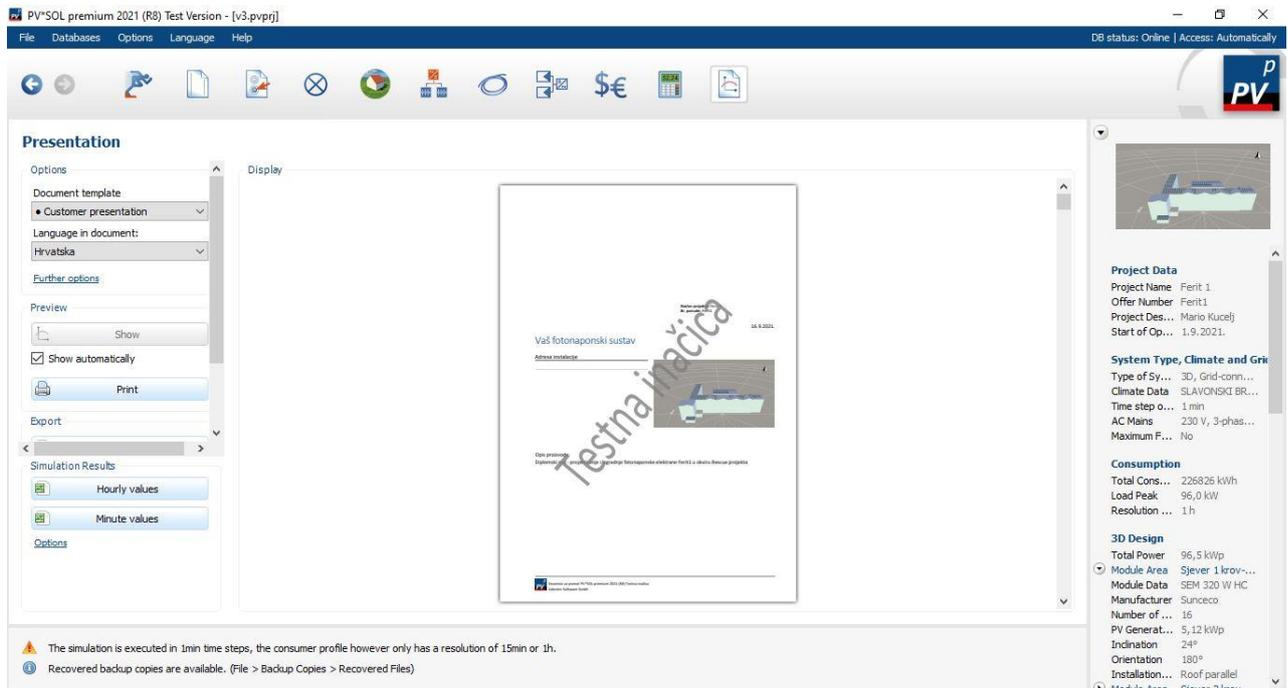 PV*SOL premium 2021 (R8) Test Version - [v3.pvprj]
File Databases Options Language Help
DB status: Online | Access: Automatically
p
PV
Presentation
Options
Document template
• Customer presentation
Language in document:
Hrvatska
Further options
Preview
Show
Show automatically
Print
Export
Simulation Results
Hourly values
Minute values
Options
Display
16.9.2021.
Vaš fotonaponski sustav
Adresa instalacije
Testna inačica
Project Data
Project Name Ferit 1
Offer Number Ferit1
Project Des... Mario Kucelj
Start of Op... 1.9.2021.
System Type, Climate and Grid
Type of Sy... 3D, Grid-conn...
Climate Data SLAVONSKI BR...
Time step o... 1 min
AC Mains 230 V, 3-phas...
Maximum F... No
Consumption
Total Cons... 226826 kWh
Load Peak 96,0 kW
Resolution ... 1 h
3D Design
Total Power 96,5 kWp
Module Area Sjever 1 krov-...
Module Data SEM 320 W HC
Manufacturer Sunceco
Number of ... 16
PV Generat... 5,12 kWp
Inclination 24°
Orientation 180°
Installation... Roof parallel
The simulation is executed in 1min time steps, the consumer profile however only has a resolution of 15min or 1h.
Recovered backup copies are available. (File > Backup Copies > Recovered Files)